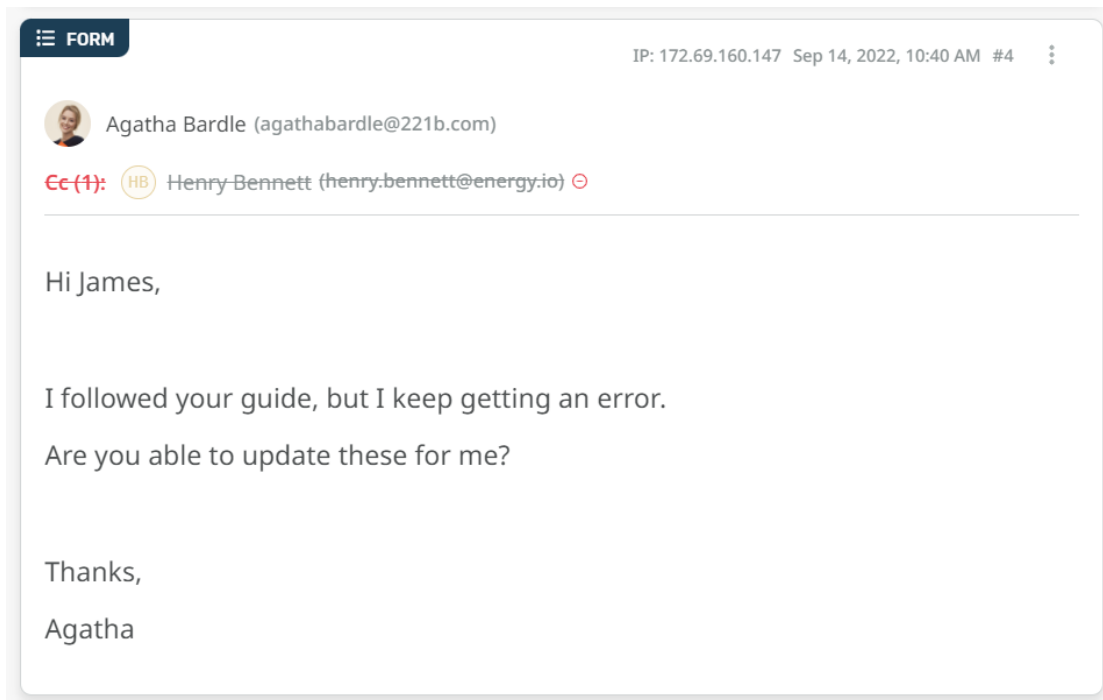 FORM
IP: 172.69.160.147 Sep 14, 2022, 10:40 AM #4
Agatha Bardle (agathabardle@221b.com)
Cc (1): HB Henry Bennett (henry.bennett@energy.io)
Hi James,
I followed your guide, but I keep getting an error.
Are you able to update these for me?
Thanks,
Agatha